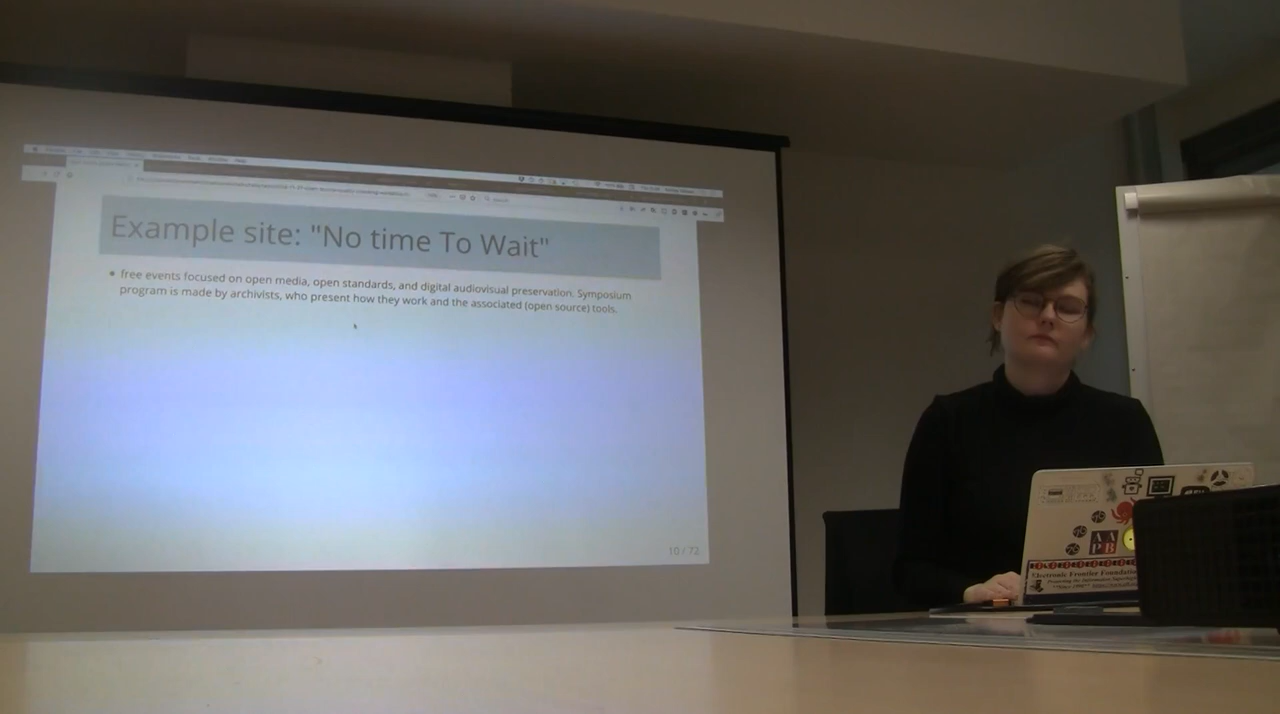 Example site: "No time To Wait"
free events focused on open media, open standards, and digital audiovisual preservation. Symposium
program is made by archivists, who present how they work and the associated (open source) tools.
10 / 72
A A
P B
Electronic Frontier Foundation